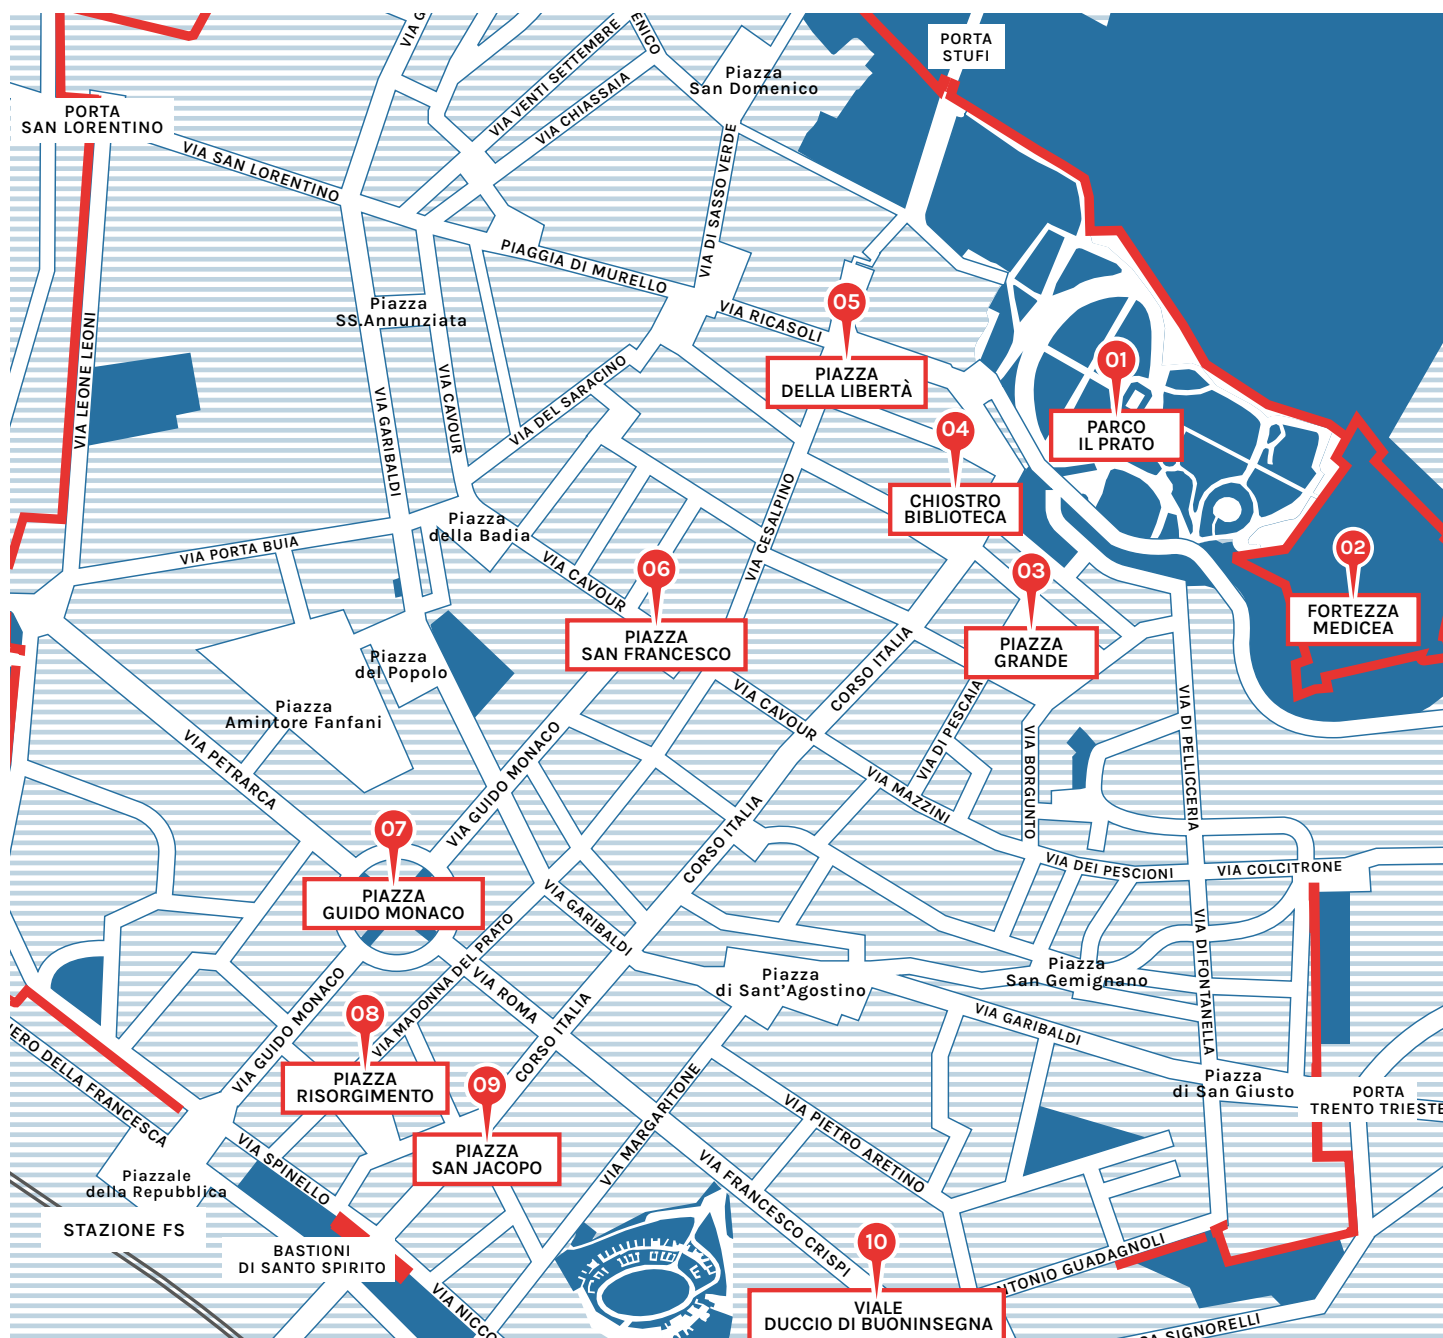 PORTA
STUFI
Piazza
San Domenico
VIA VENTI SETTEMBRE
VIA CHIASSAIA
PORTA
SAN LORENTINO
VIA SAN LORENTINO
VIA DI SASSO VERDE
PIAGGIA DI MURELLO
VIA RICASOLI
Piazza
SS.Annunziata
VIA LEONE LEONI
VIA GARIBALDI
VIA CAVOUR
VIA DEL SARACINO
05
PIAZZA
DELLA LIBERTÀ
01
PARCO
IL PRATO
04
CHIOSTRO
BIBLIOTECA
02
FORTEZZA
MEDICEA
03
PIAZZA
GRANDE
06
PIAZZA
SAN FRANCESCO
Piazza
della Badia
VIA PORTA BUIA
VIA CAVOUR
VIA CESALPINO
CORSO ITALIA
Piazza
del Popolo
Piazza
Amintore Fanfani
VIA PETRARCA
VIA GUIDO MONACO
VIA CAVOUR
VIA DI PESCAIA
VIA BORGUNTO
VIA DI PELLICCERIA
VIA MAZZINI
CORSO ITALIA
VIA DEI PESCIONI
VIA COLCITRONE
07
PIAZZA
GUIDO MONACO
VIA GARIBALDI
VIA MADONNA DEL PRATO
VIA ROMA
VIA GUIDO MONACO
CORSO ITALIA
Piazza
di Sant'Agostino
Piazza
San Gemignano
VIA DI FONTANELLA
VIA GARIBALDI
08
PIAZZA
RISORGIMENTO
09
PIAZZA
SAN JACOPO
Piazza
di San Giusto
PORTA
TRENTO TRIESTE
DELLA FRANCESCA
VIA SPINELLO
VIA MARGARITONE
VIA PIETRO ARETINO
VIA FRANCESCO CRISPI
Piazzale
della Repubblica
STAZIONE FS
BASTIONI
DI SANTO SPIRITO
10
VIALE
DUCCIO DI BUONINSEGNA
GUADAGNOLI
SIGNORELLI